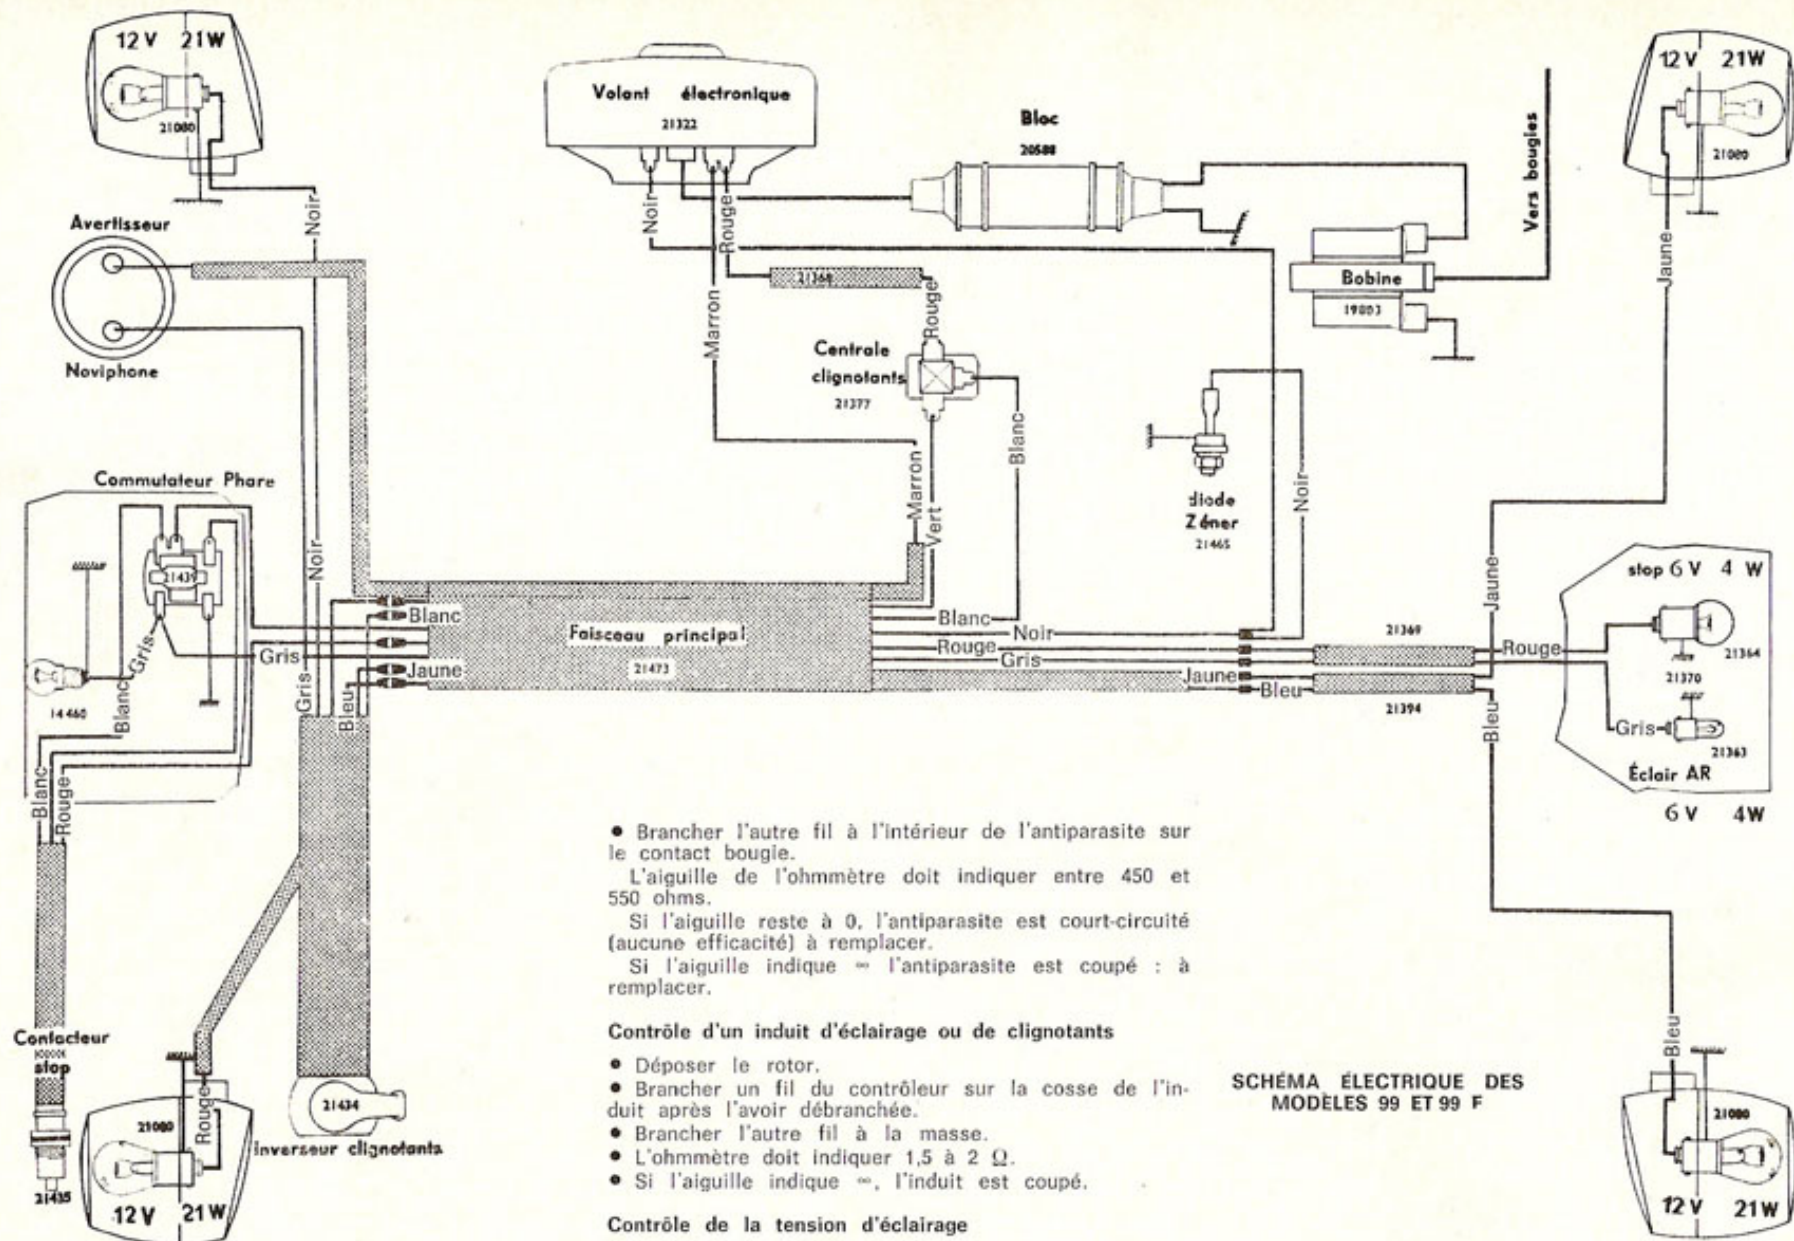 12 V 21 W
21080
Avertisseur
Noviphone
Noir
Volant électronique
21322
Noir
Marron
Rouge
Bloc
20588
21368
Rouge
Centrale
clignotants
21377
Blanc
Marron
Vert
Vers bougies
Bobine
19803
12 V 21 W
21080
Jaune
diode
Zéner
21465
Noir
Commutateur Phare
21439
Gris
14460
Blanc
Blanc
Rouge
Noir
Gris
Gris
Bleu
Blanc
Jaune
Faisceau principal
21473
Blanc
Noir
Rouge
Gris
Jaune
Bleu
21369
21394
Jaune
Bleu
Rouge
stop 6 V 4 W
21364
21370
Gris
21363
Éclair AR
6 V 4 W
Contacteur
stop
21435
21080
Rouge
12 V 21 W
21434
inverseur clignotants
• Brancher l'autre fil à l'intérieur de l'antiparasite sur
le contact bougie.
L'aiguille de l'ohmmètre doit indiquer entre 450 et
550 ohms.
Si l'aiguille reste à 0, l'antiparasite est court-circuité
(aucune efficacité) à remplacer.
Si l'aiguille indique ∞ l'antiparasite est coupé : à
remplacer.
Contrôle d'un induit d'éclairage ou de clignotants
• Déposer le rotor.
• Brancher un fil du contrôleur sur la cosse de l'in-
duit après l'avoir débranchée.
• Brancher l'autre fil à la masse.
• L'ohmmètre doit indiquer 1,5 à 2 Ω.
• Si l'aiguille indique ∞, l'induit est coupé.
Contrôle de la tension d'éclairage
SCHÉMA ÉLECTRIQUE DES
MODÈLES 99 ET 99 F
Bleu
21080
12 V 21 W